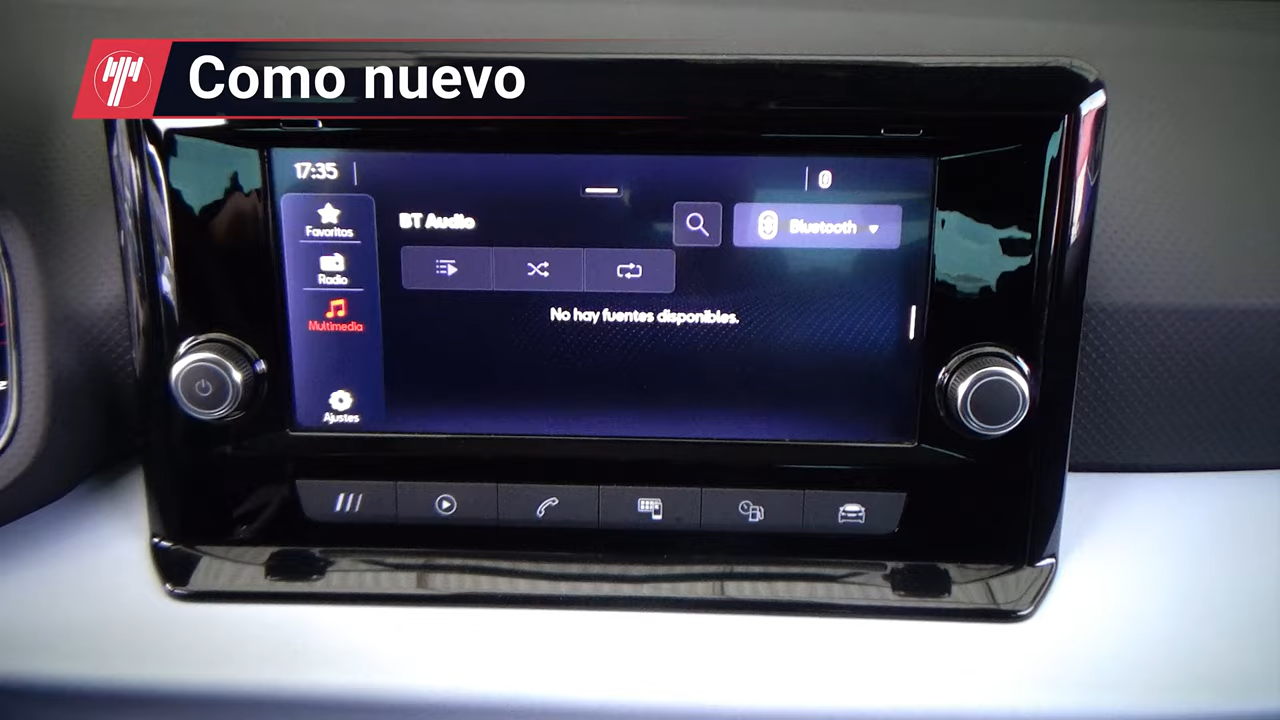 Como nuevo
17:35
Favoritos
BT Audio
Bluetooth
Radio
Multimedia
No hay fuentes disponibles.
Ajustes